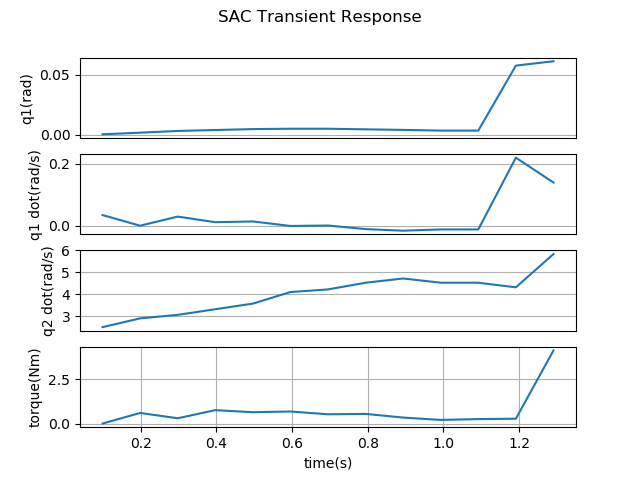 SAC Transient Response
q1(rad)
0.05
0.00
q1 dot(rad/s)
0.2
0.0
q2 dot(rad/s)
6
5
4
3
torque(Nm)
2.5
0.0
0.2 0.4 0.6 0.8 1.0 1.2
time(s)